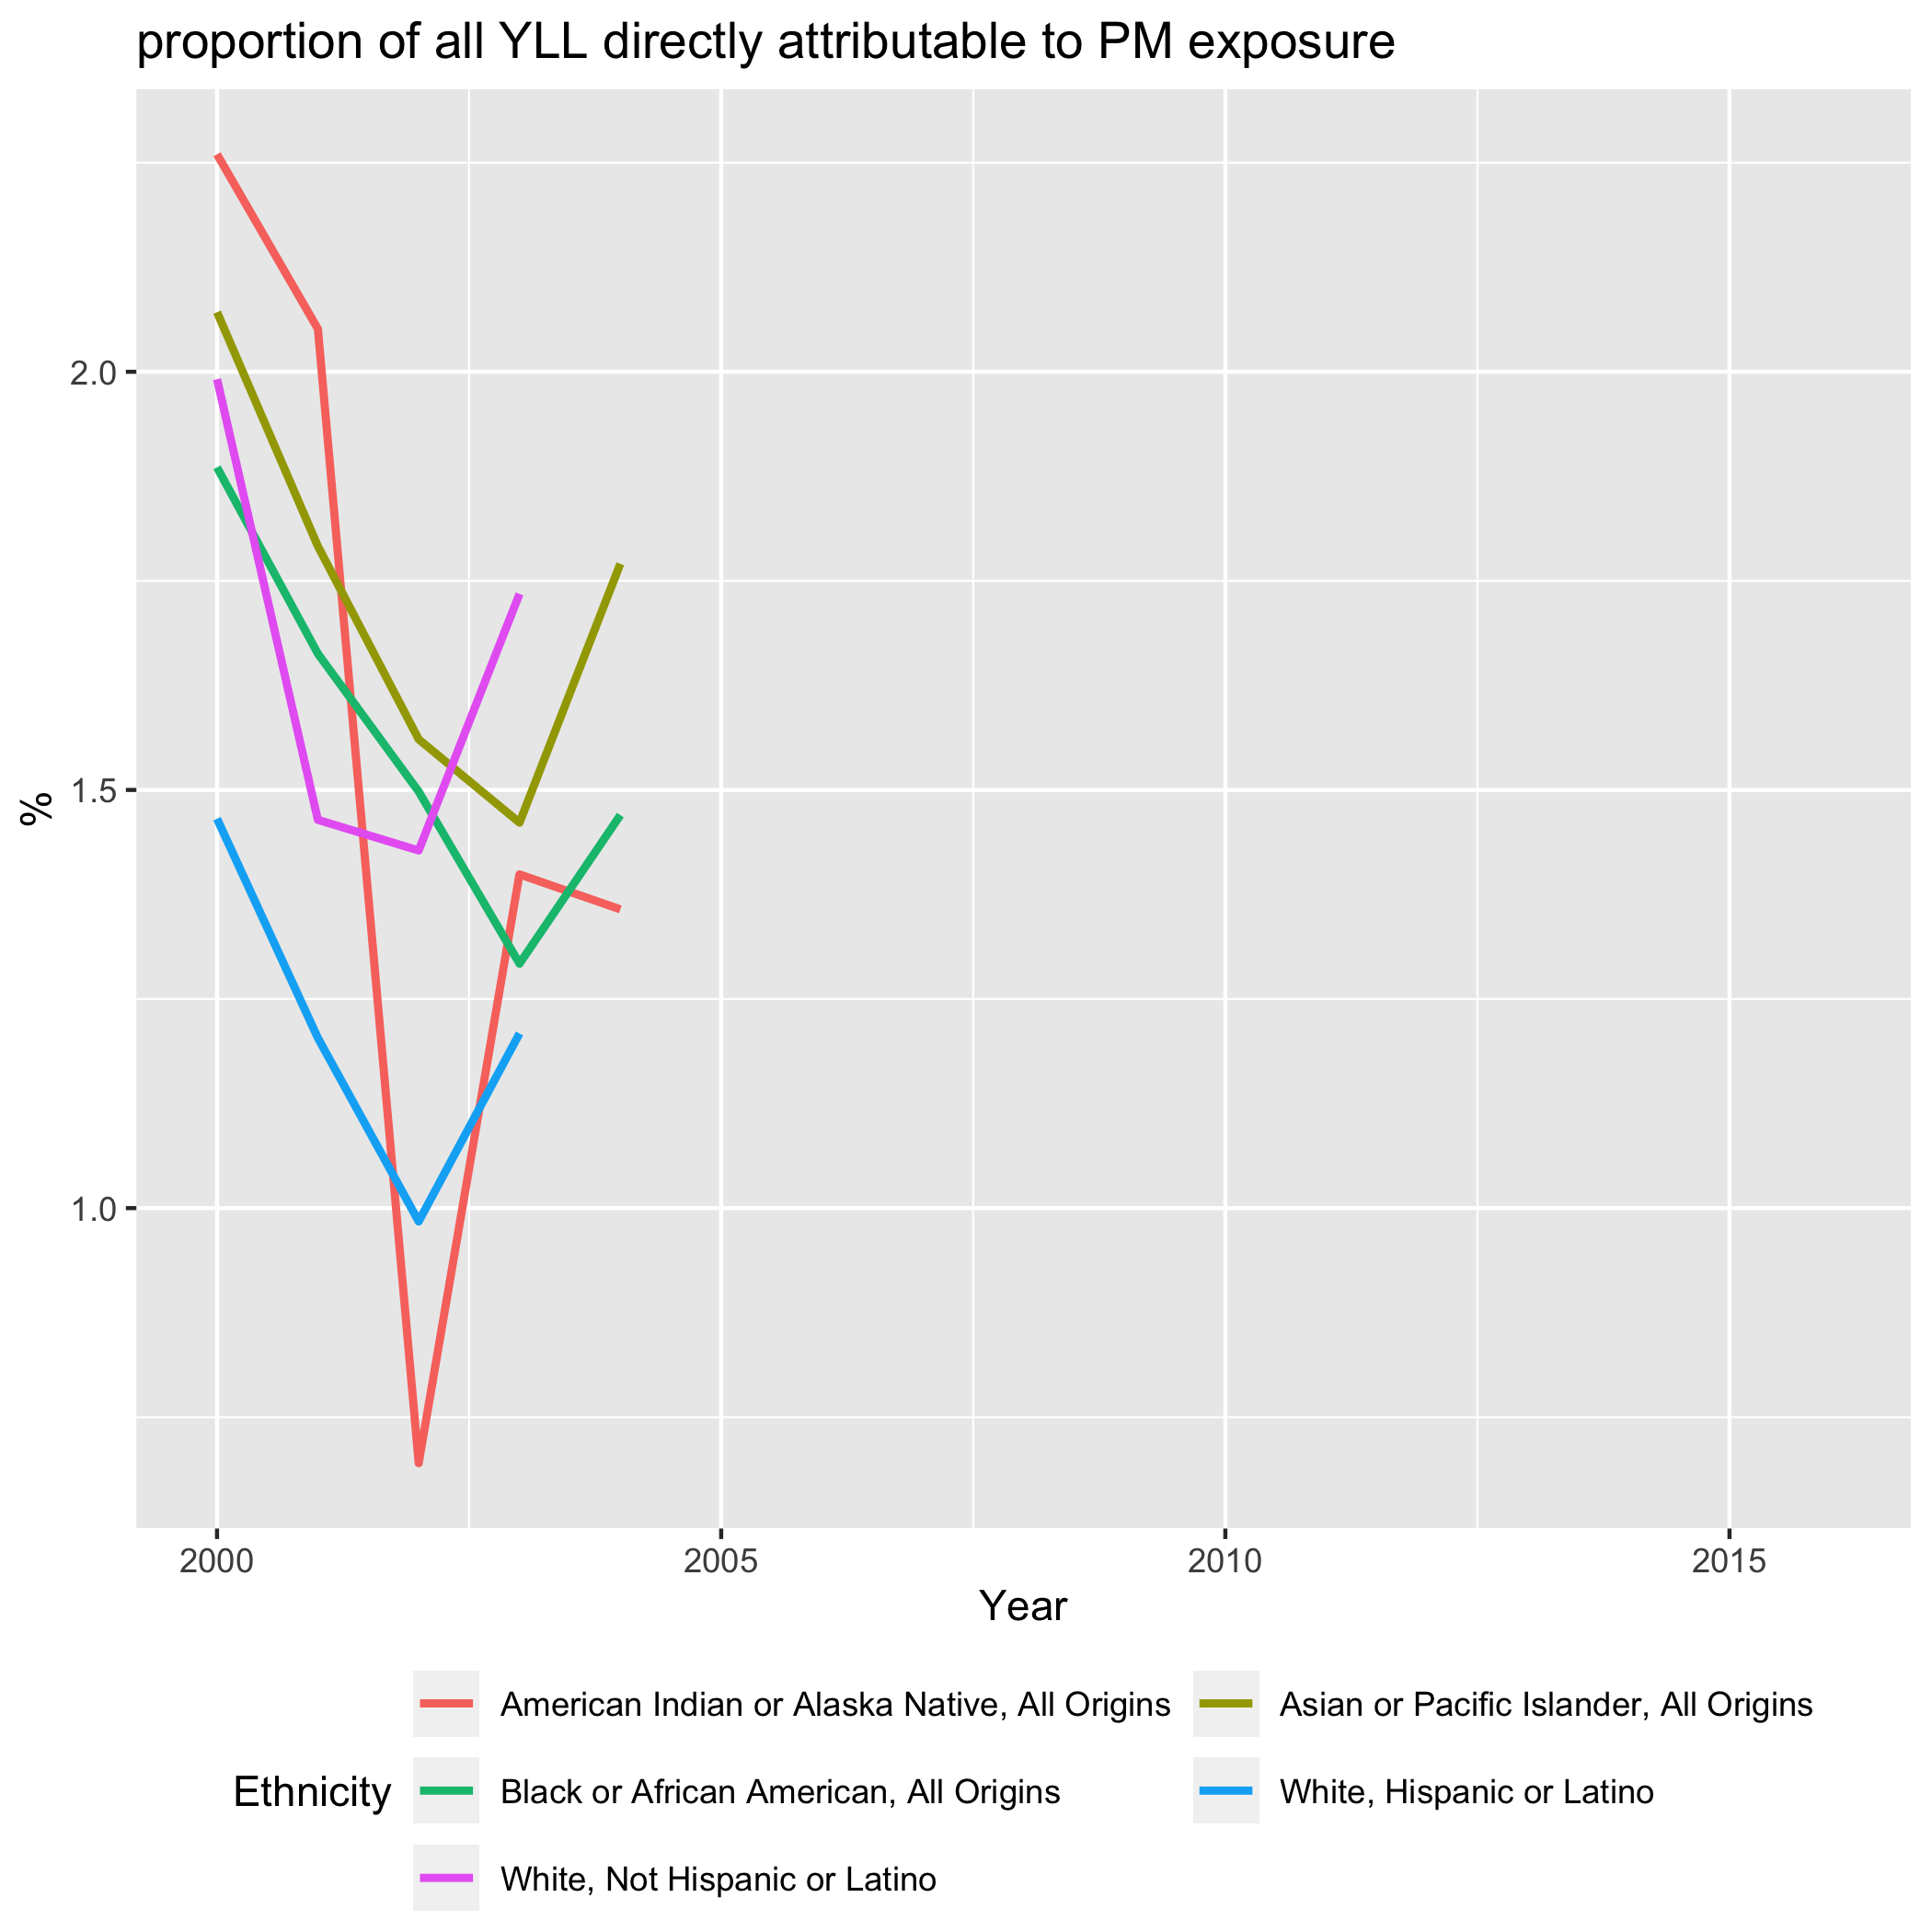 proportion of all YLL directly attributable to PM exposure
%
2.0
1.5
1.0
2000 2005 2010 2015
Year
Ethnicity
American Indian or Alaska Native, All Origins
Asian or Pacific Islander, All Origins
Black or African American, All Origins
White, Hispanic or Latino
White, Not Hispanic or Latino